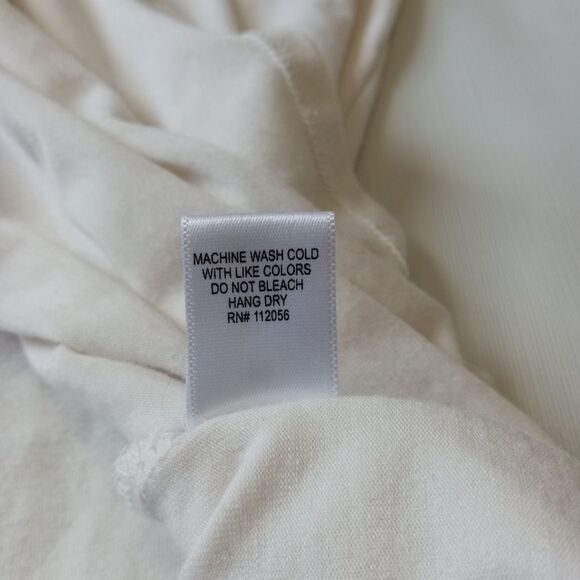 MACHINE WASH COLD
WITH LIKE COLORS
DO NOT BLEACH
HANG DRY
RN# 112056